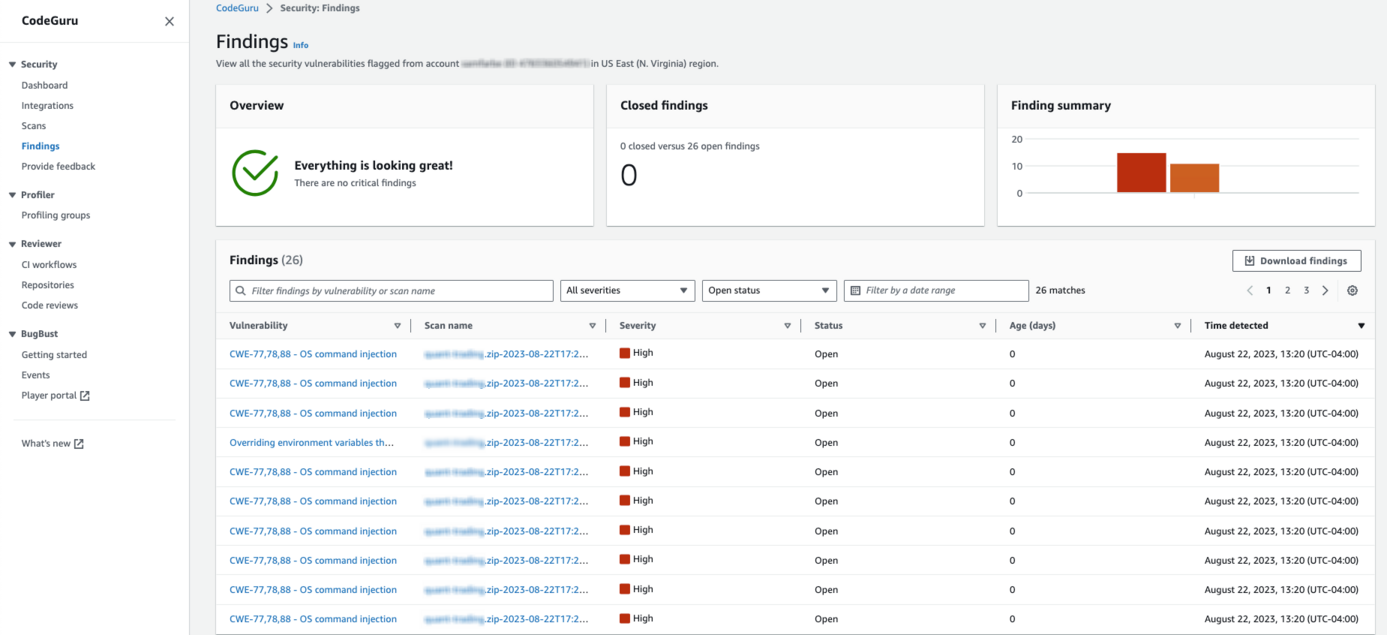 CodeGuru
Security
Dashboard
Integrations
Scans
Findings
Provide feedback
Profiler
Profiling groups
Reviewer
CI workflows
Repositories
Code reviews
BugBust
Getting started
Events
Player portal
What's new
CodeGuru > Security: Findings
Findings Info
View all the security vulnerabilities flagged from account in US East (N. Virginia) region.
Overview
Everything is looking great!
There are no critical findings
Closed findings
0 closed versus 26 open findings
0
Finding summary
20
10
0
Findings (26)
Download findings
Filter findings by vulnerability or scan name All severities Open status Filter by a date range 26 matches 1 2 3
Vulnerability Scan name Severity Status Age (days) Time detected
CWE-77,78,88 - OS command injection .zip-2023-08-22T17:2... High Open 0 August 22, 2023, 13:20 (UTC-04:00)
CWE-77,78,88 - OS command injection .zip-2023-08-22T17:2... High Open 0 August 22, 2023, 13:20 (UTC-04:00)
CWE-77,78,88 - OS command injection .zip-2023-08-22T17:2... High Open 0 August 22, 2023, 13:20 (UTC-04:00)
Overriding environment variables th... .zip-2023-08-22T17:2... High Open 0 August 22, 2023, 13:20 (UTC-04:00)
CWE-77,78,88 - OS command injection .zip-2023-08-22T17:2... High Open 0 August 22, 2023, 13:20 (UTC-04:00)
CWE-77,78,88 - OS command injection .zip-2023-08-22T17:2... High Open 0 August 22, 2023, 13:20 (UTC-04:00)
CWE-77,78,88 - OS command injection .zip-2023-08-22T17:2... High Open 0 August 22, 2023, 13:20 (UTC-04:00)
CWE-77,78,88 - OS command injection .zip-2023-08-22T17:2... High Open 0 August 22, 2023, 13:20 (UTC-04:00)
CWE-77,78,88 - OS command injection .zip-2023-08-22T17:2... High Open 0 August 22, 2023, 13:20 (UTC-04:00)
CWE-77,78,88 - OS command injection .zip-2023-08-22T17:2... High Open 0 August 22, 2023, 13:20 (UTC-04:00)